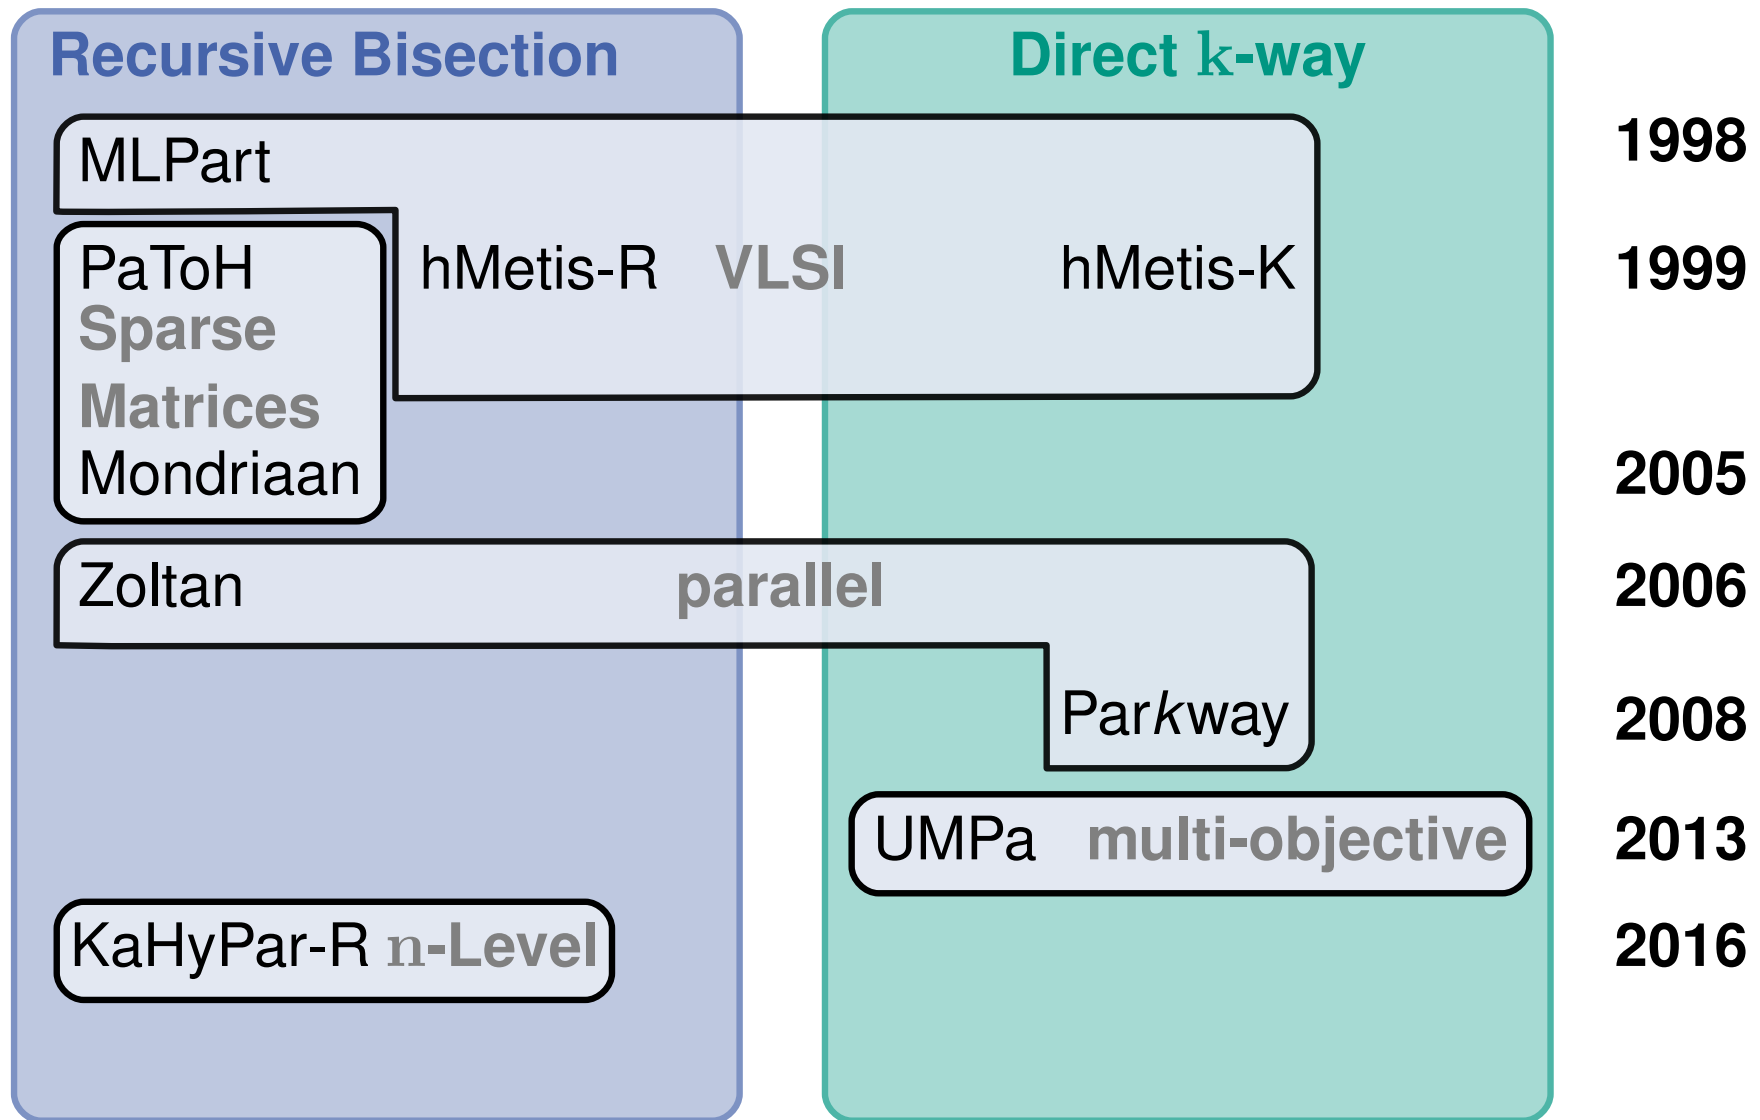 Recursive Bisection Direct k-way
MLPart 1998
PaToH hMetis-R VLSI hMetis-K 1999
Sparse
Matrices
Mondriaan 2005
Zoltan parallel 2006
Parkway 2008
UMPa multi-objective 2013
KaHyPar-R n-Level 2016